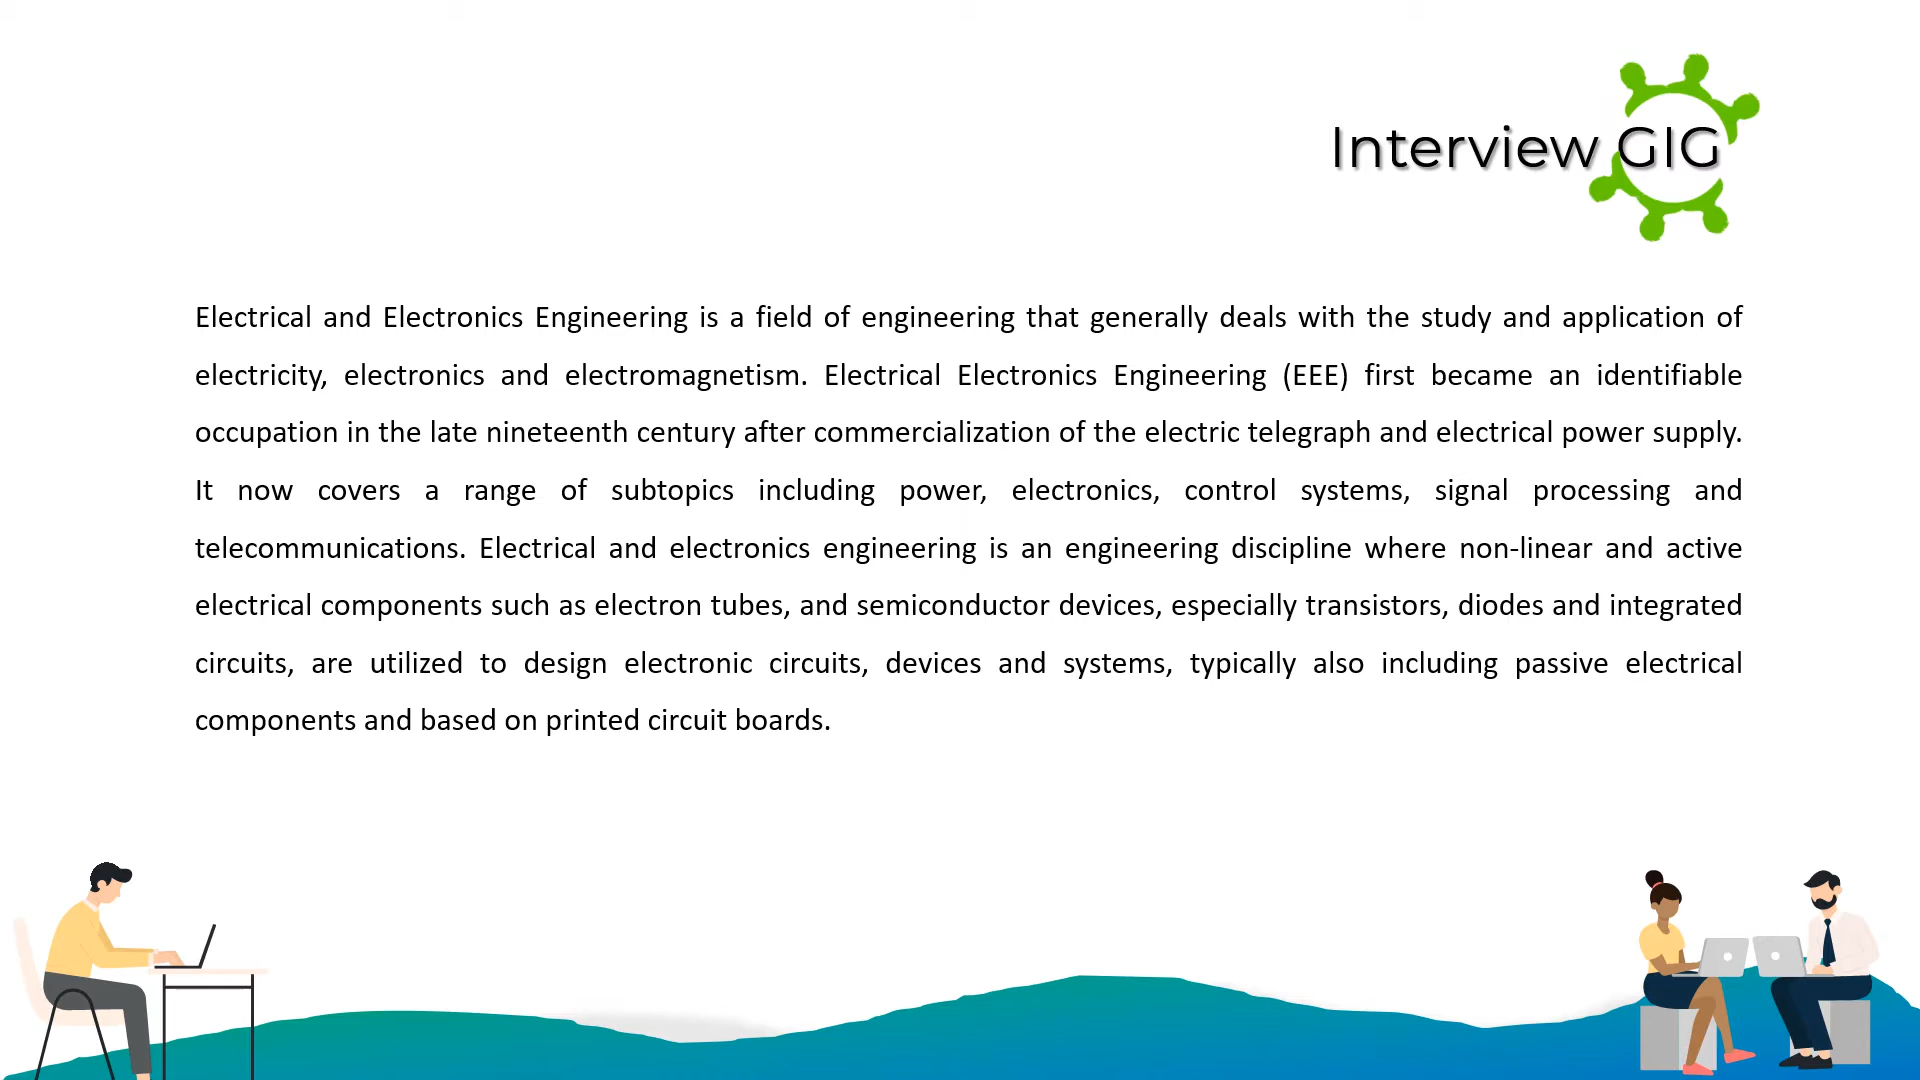 Interview GIG
Electrical and Electronics Engineering is a field of engineering that generally deals with the study and application of
electricity, electronics and electromagnetism. Electrical Electronics Engineering (EEE) first became an identifiable
occupation in the late nineteenth century after commercialization of the electric telegraph and electrical power supply.
It now covers a range of subtopics including power, electronics, control systems, signal processing and
telecommunications. Electrical and electronics engineering is an engineering discipline where non-linear and active
electrical components such as electron tubes, and semiconductor devices, especially transistors, diodes and integrated
circuits, are utilized to design electronic circuits, devices and systems, typically also including passive electrical
components and based on printed circuit boards.